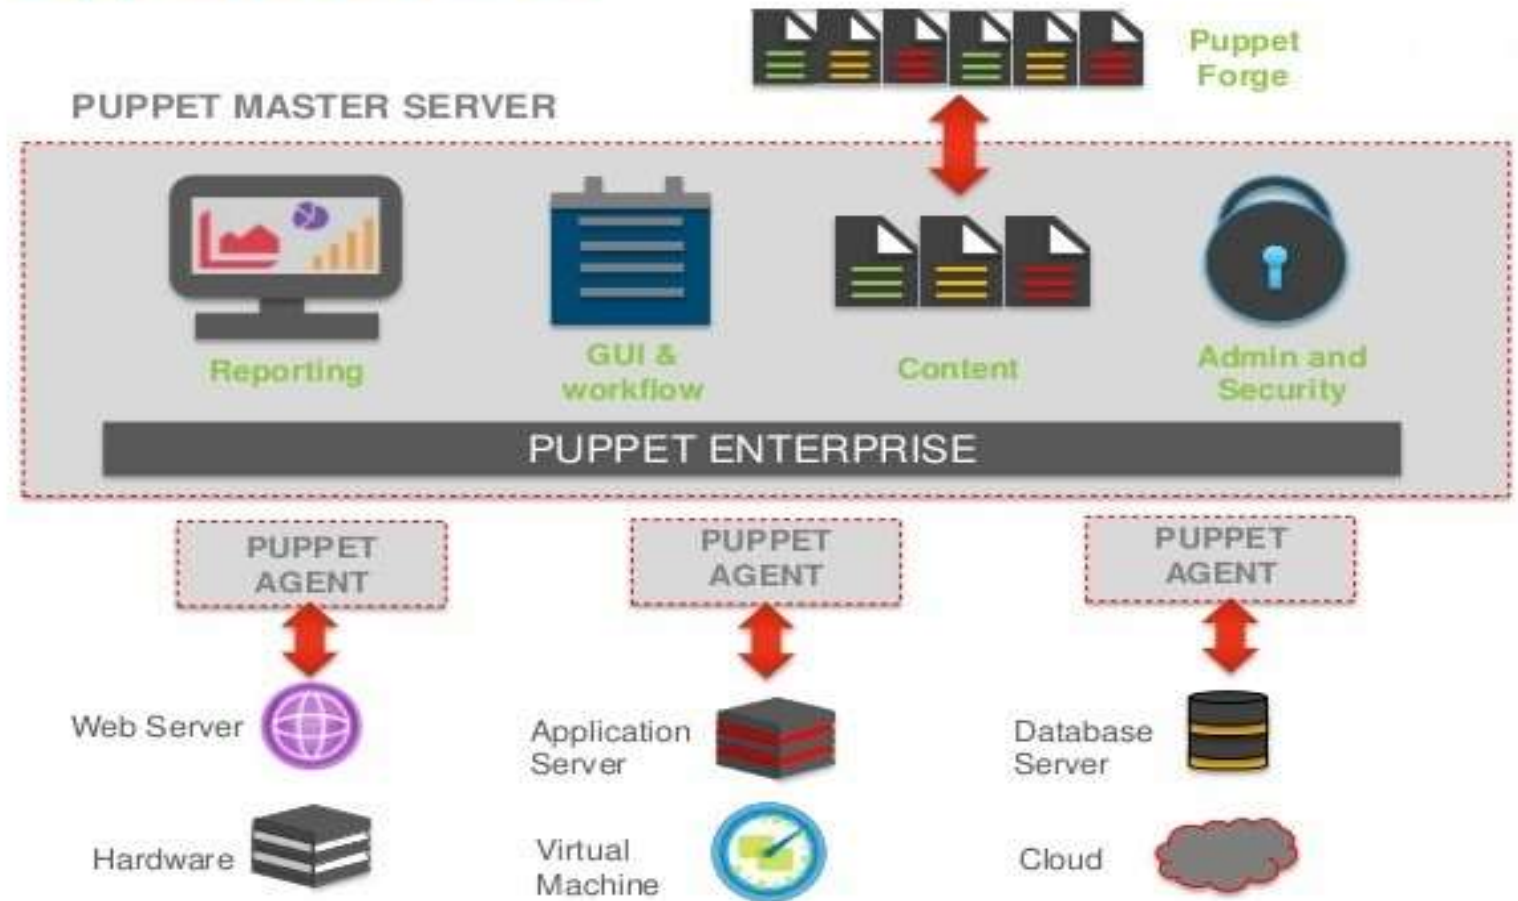 Puppet
Forge
PUPPET MASTER SERVER
Reporting
GUI &
workflow
Content
Admin and
Security
PUPPET ENTERPRISE
PUPPET
AGENT
PUPPET
AGENT
PUPPET
AGENT
Web Server
Application
Server
Database
Server
Hardware
Virtual
Machine
Cloud